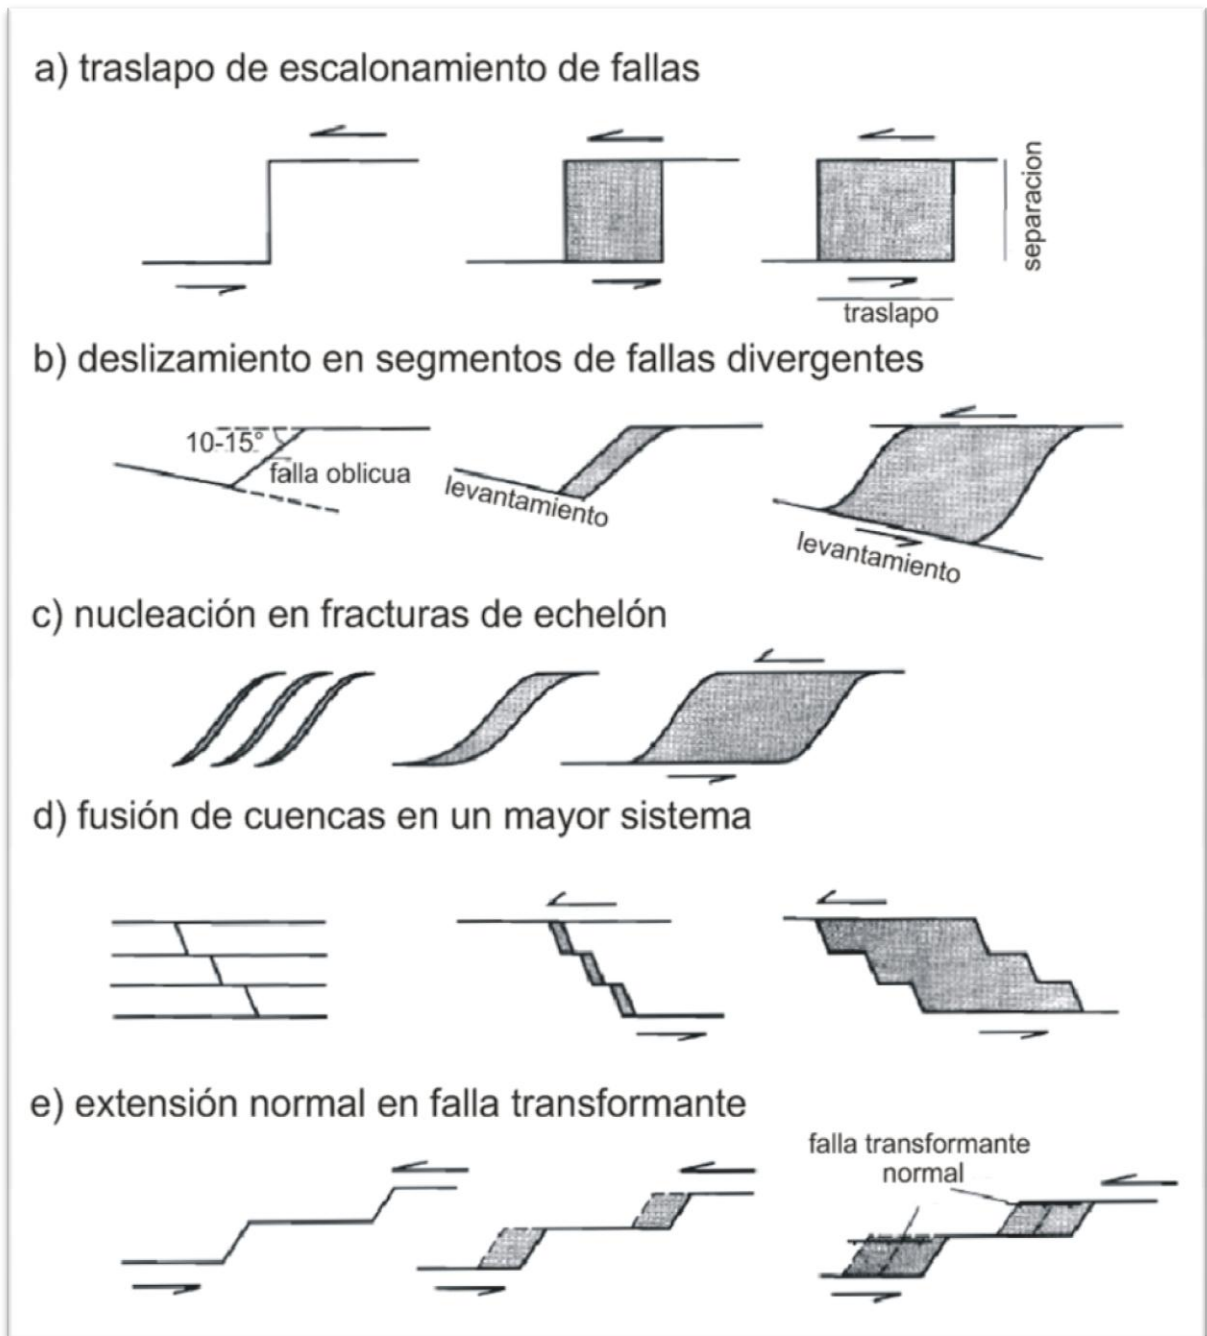 a) traslapo de escalonamiento de fallas
separacion
traslapo
b) deslizamiento en segmentos de fallas divergentes
10-15°
falla oblicua
levantamiento
levantamiento
c) nucleación en fracturas de echelón
d) fusión de cuencas en un mayor sistema
e) extensión normal en falla transformante
falla transformante
normal